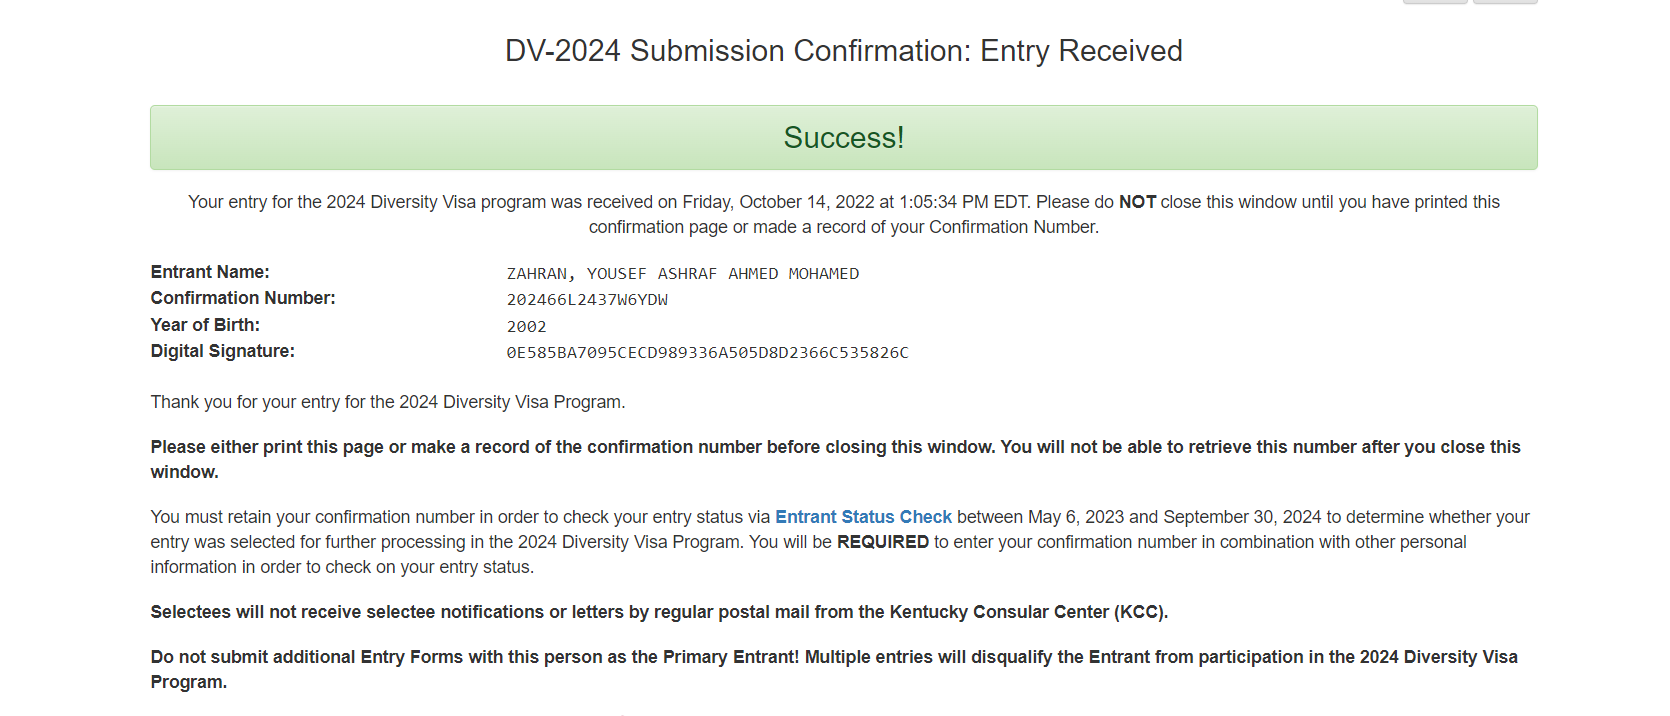 DV-2024 Submission Confirmation: Entry Received
Success!
Your entry for the 2024 Diversity Visa program was received on Friday, October 14, 2022 at 1:05:34 PM EDT. Please do NOT close this window until you have printed this
confirmation page or made a record of your Confirmation Number.
Entrant Name: ZAHRAN, YOUSEF ASHRAF AHMED MOHAMED
Confirmation Number: 202466L2437W6YDW
Year of Birth: 2002
Digital Signature: 0E585BA7095CECD989336A505D8D2366C535826C
Thank you for your entry for the 2024 Diversity Visa Program.
Please either print this page or make a record of the confirmation number before closing this window. You will not be able to retrieve this number after you close this
window.
You must retain your confirmation number in order to check your entry status via Entrant Status Check between May 6, 2023 and September 30, 2024 to determine whether your
entry was selected for further processing in the 2024 Diversity Visa Program. You will be REQUIRED to enter your confirmation number in combination with other personal
information in order to check on your entry status.
Selectees will not receive selectee notifications or letters by regular postal mail from the Kentucky Consular Center (KCC).
Do not submit additional Entry Forms with this person as the Primary Entrant! Multiple entries will disqualify the Entrant from participation in the 2024 Diversity Visa
Program.